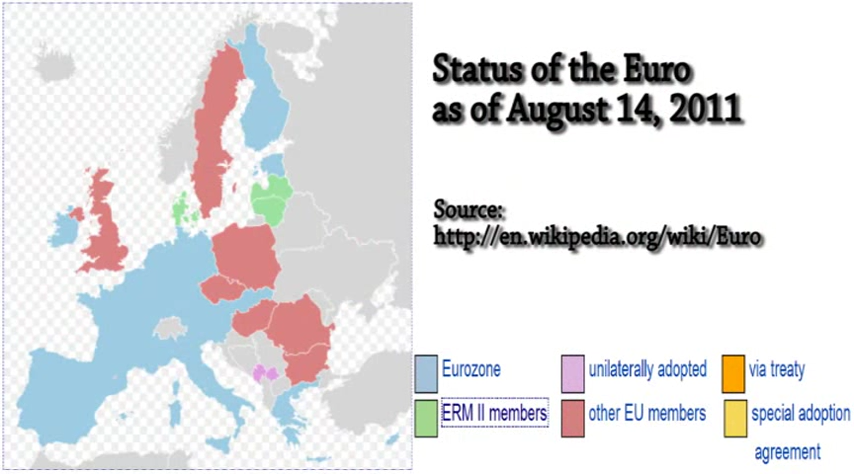 Status of the Euro
as of August 14, 2011
Source:
http://en.wikipedia.org/wiki/Euro
Eurozone
unilaterally adopted
via treaty
ERM II members
other EU members
special adoption
agreement